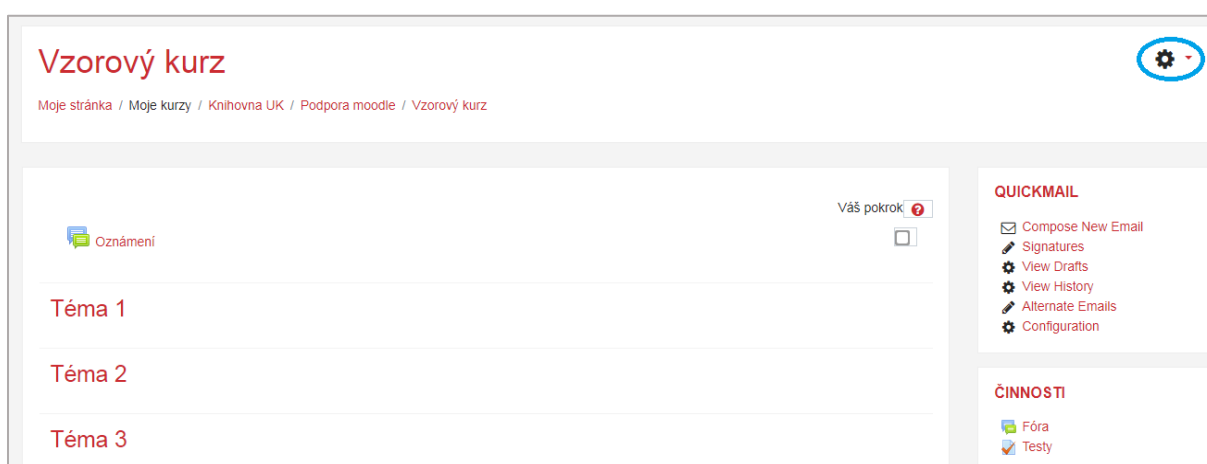 Vzorový kurz
Moje stránka / Moje kurzy / Knihovna UK / Podpora moodle / Vzorový kurz
Váš pokrok
Oznámení
Téma 1
Téma 2
Téma 3
QUICKMAIL
Compose New Email
Signatures
View Drafts
View History
Alternate Emails
Configuration
ČINNOSTI
Fóra
Testy